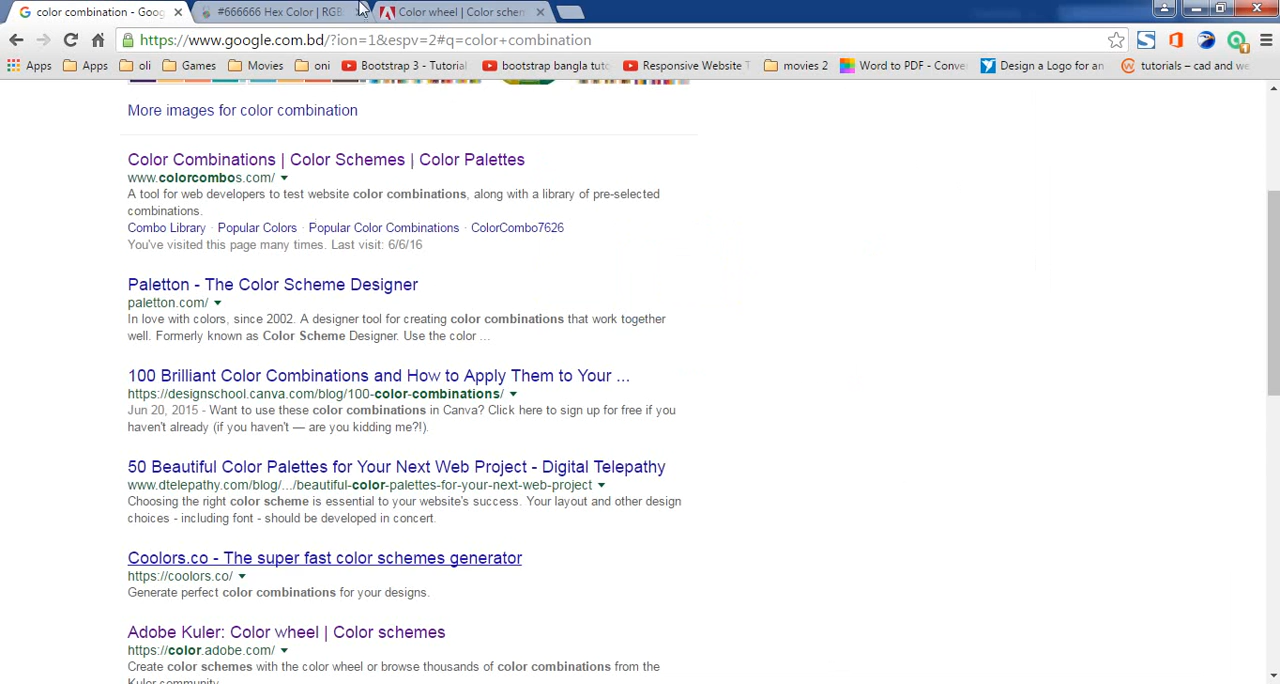 color combination - Goog
#666666 Hex Color | RGB
Color wheel | Color schem
https://www.google.com.bd/?ion=1&espv=2#q=color+combination
Apps Apps oli Games Movies oni Bootstrap 3 - Tutorial bootstrap bangla tuto Responsive Website T movies 2 Word to PDF - Conver Design a Logo for an tutorials – cad and we
More images for color combination
Color Combinations | Color Schemes | Color Palettes
www.colorcombos.com/
A tool for web developers to test website color combinations, along with a library of pre-selected
combinations.
Combo Library · Popular Colors · Popular Color Combinations · ColorCombo7626
You've visited this page many times. Last visit: 6/6/16
Paletton - The Color Scheme Designer
paletton.com/
In love with colors, since 2002. A designer tool for creating color combinations that work together
well. Formerly known as Color Scheme Designer. Use the color ...
100 Brilliant Color Combinations and How to Apply Them to Your ...
https://designschool.canva.com/blog/100-color-combinations/
Jun 20, 2015 - Want to use these color combinations in Canva? Click here to sign up for free if you
haven't already (if you haven't — are you kidding me?!).
50 Beautiful Color Palettes for Your Next Web Project - Digital Telepathy
www.dtelepathy.com/blog/.../beautiful-color-palettes-for-your-next-web-project
Choosing the right color scheme is essential to your website's success. Your layout and other design
choices - including font - should be developed in concert.
Coolors.co - The super fast color schemes generator
https://coolors.co/
Generate perfect color combinations for your designs.
Adobe Kuler: Color wheel | Color schemes
https://color.adobe.com/
Create color schemes with the color wheel or browse thousands of color combinations from the
Kuler community.